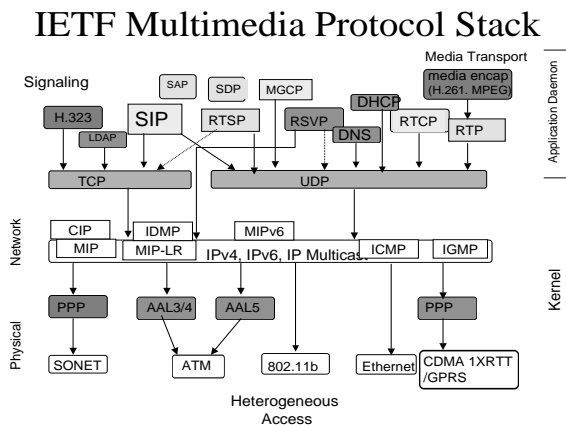 IETF Multimedia Protocol Stack
Media Transport
Signaling
SAP
SDP
MGCP
media encap
(H.261. MPEG)
H.323
LDAP
SIP
RTSP
RSVP
DHCP
DNS
RTCP
RTP
Application Daemon
TCP
UDP
Network
CIP
MIP
IDMP
MIP-LR
MIPv6
IPv4, IPv6, IP Multicast
ICMP
IGMP
Kernel
Physical
PPP
AAL3/4
AAL5
PPP
SONET
ATM
802.11b
Ethernet
CDMA 1XRTT
/GPRS
Heterogeneous
Access